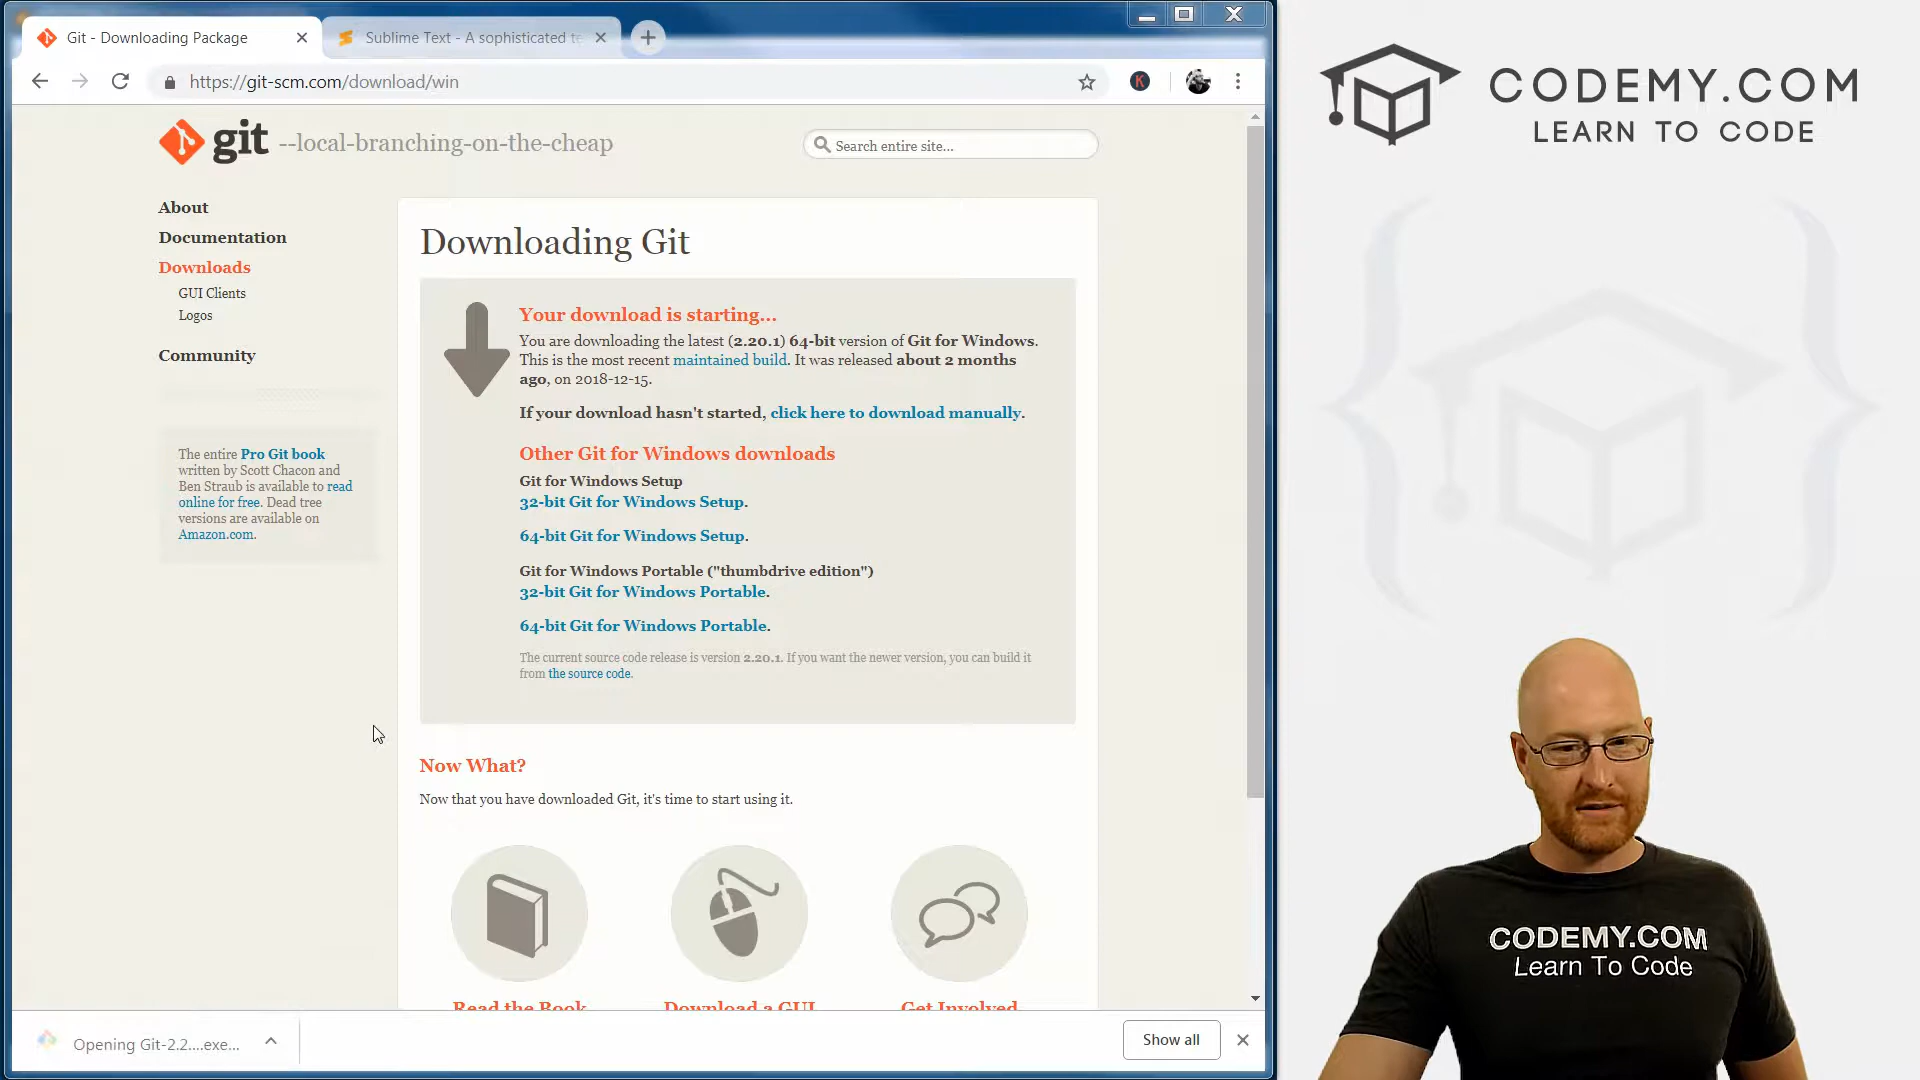 Git - Downloading Package
Sublime Text - A sophisticated te
https://git-scm.com/download/win
K
git --local-branching-on-the-cheap
Search entire site...
About
Documentation
Downloads
GUI Clients
Logos
Community
The entire Pro Git book
written by Scott Chacon and
Ben Straub is available to read
online for free. Dead tree
versions are available on
Amazon.com.
Downloading Git
Your download is starting...
You are downloading the latest (2.20.1) 64-bit version of Git for Windows.
This is the most recent maintained build. It was released about 2 months
ago, on 2018-12-15.
If your download hasn't started, click here to download manually.
Other Git for Windows downloads
Git for Windows Setup
32-bit Git for Windows Setup.
64-bit Git for Windows Setup.
Git for Windows Portable ("thumbdrive edition")
32-bit Git for Windows Portable.
64-bit Git for Windows Portable.
The current source code release is version 2.20.1. If you want the newer version, you can build it
from the source code.
Now What?
Now that you have downloaded Git, it's time to start using it.
Read the Book
Download a GUI
Get Involved
Opening Git-2.2....exe...
Show all
CODEMY.COM
LEARN TO CODE
CODEMY.COM
Learn To Code